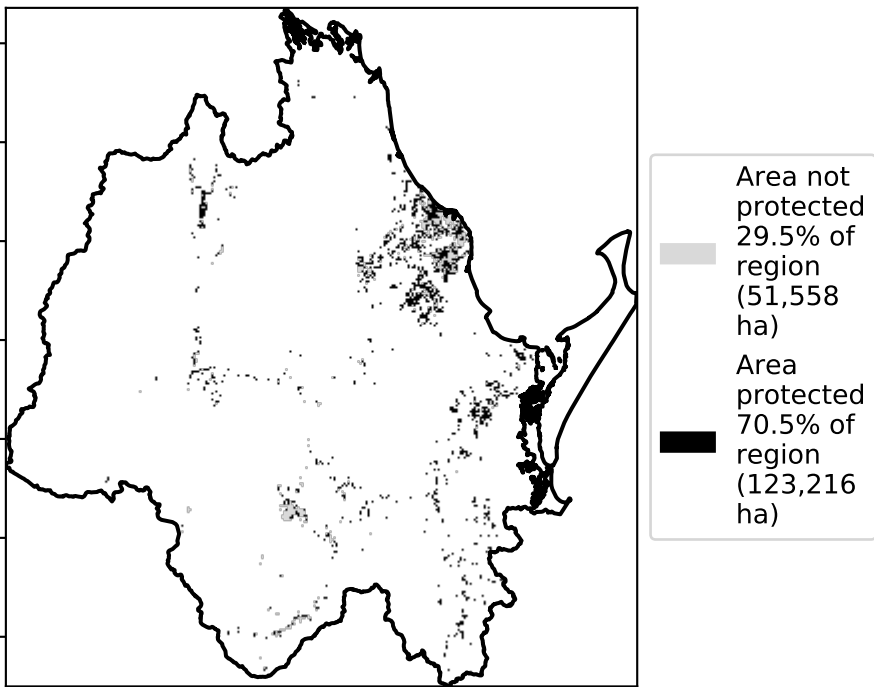 Area not
protected
29.5% of
region
(51,558
ha)
Area
protected
70.5% of
region
(123,216
ha)